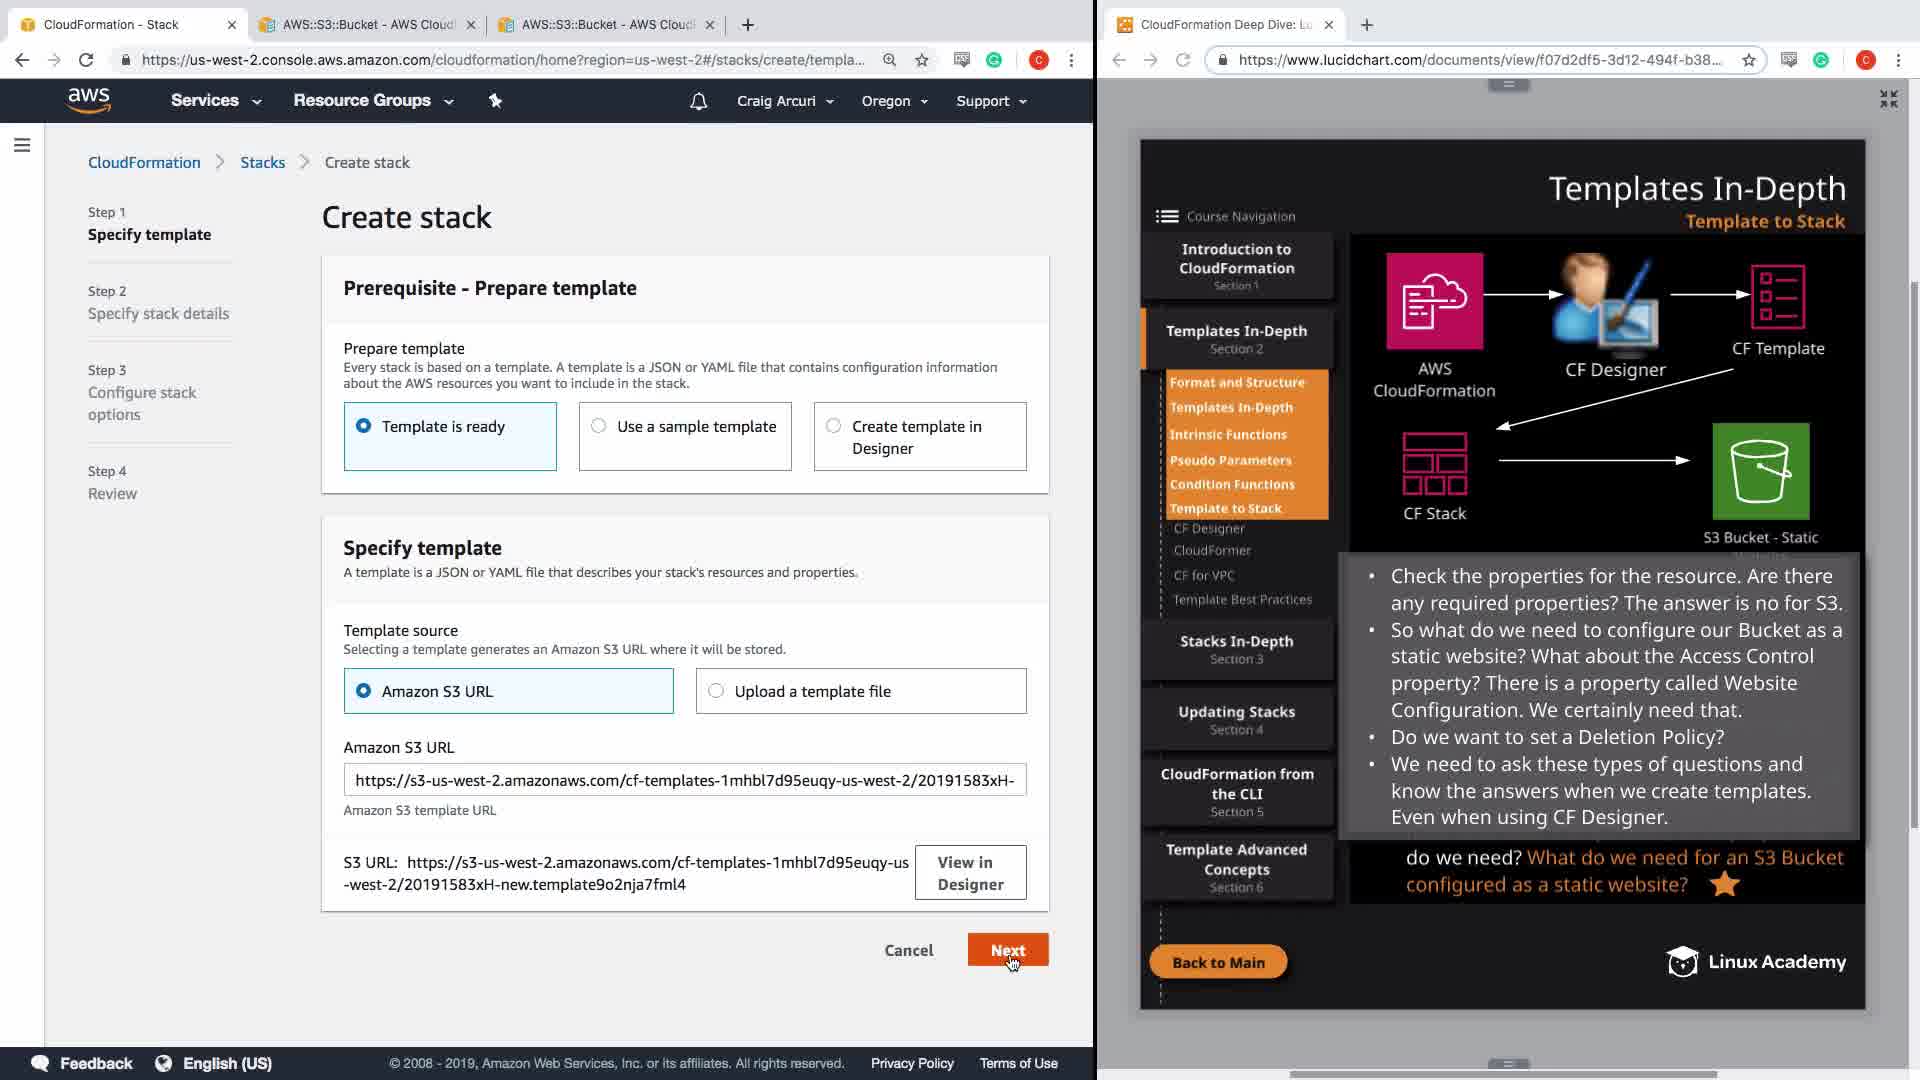 CloudFormation - Stack
AWS::S3::Bucket - AWS Cloud
AWS::S3::Bucket - AWS Cloud
https://us-west-2.console.aws.amazon.com/cloudformation/home?region=us-west-2#/stacks/create/templa...
C
aws
Services
Resource Groups
Craig Arcuri
Oregon
Support
CloudFormation
Stacks
Create stack
Step 1
Specify template
Step 2
Specify stack details
Step 3
Configure stack
options
Step 4
Review
Create stack
Prerequisite - Prepare template
Prepare template
Every stack is based on a template. A template is a JSON or YAML file that contains configuration information
about the AWS resources you want to include in the stack.
Template is ready
Use a sample template
Create template in
Designer
Specify template
A template is a JSON or YAML file that describes your stack's resources and properties.
Template source
Selecting a template generates an Amazon S3 URL where it will be stored.
Amazon S3 URL
Upload a template file
Amazon S3 URL
https://s3-us-west-2.amazonaws.com/cf-templates-1mhbl7d95euqy-us-west-2/20191583xH-
Amazon S3 template URL
S3 URL: https://s3-us-west-2.amazonaws.com/cf-templates-1mhbl7d95euqy-us
-west-2/20191583xH-new.template9o2nja7fml4
View in
Designer
Cancel
Next
Feedback
English (US)
© 2008 - 2019, Amazon Web Services, Inc. or its affiliates. All rights reserved.
Privacy Policy
Terms of Use
CloudFormation Deep Dive: Lu
https://www.lucidchart.com/documents/view/f07d2df5-3d12-494f-b38...
C
Templates In-Depth
Template to Stack
Course Navigation
Introduction to
CloudFormation
Section 1
Templates In-Depth
Section 2
Format and Structure
Templates In-Depth
Intrinsic Functions
Pseudo Parameters
Condition Functions
Template to Stack
CF Designer
CloudFormer
CF for VPC
Template Best Practices
Stacks In-Depth
Section 3
Updating Stacks
Section 4
CloudFormation from
the CLI
Section 5
Template Advanced
Concepts
Section 6
Back to Main
AWS
CloudFormation
CF Designer
CF Template
CF Stack
S3 Bucket - Static
• Check the properties for the resource. Are there
any required properties? The answer is no for S3.
• So what do we need to configure our Bucket as a
static website? What about the Access Control
property? There is a property called Website
Configuration. We certainly need that.
• Do we want to set a Deletion Policy?
• We need to ask these types of questions and
know the answers when we create templates.
Even when using CF Designer.
do we need? What do we need for an S3 Bucket
configured as a static website?
Linux Academy